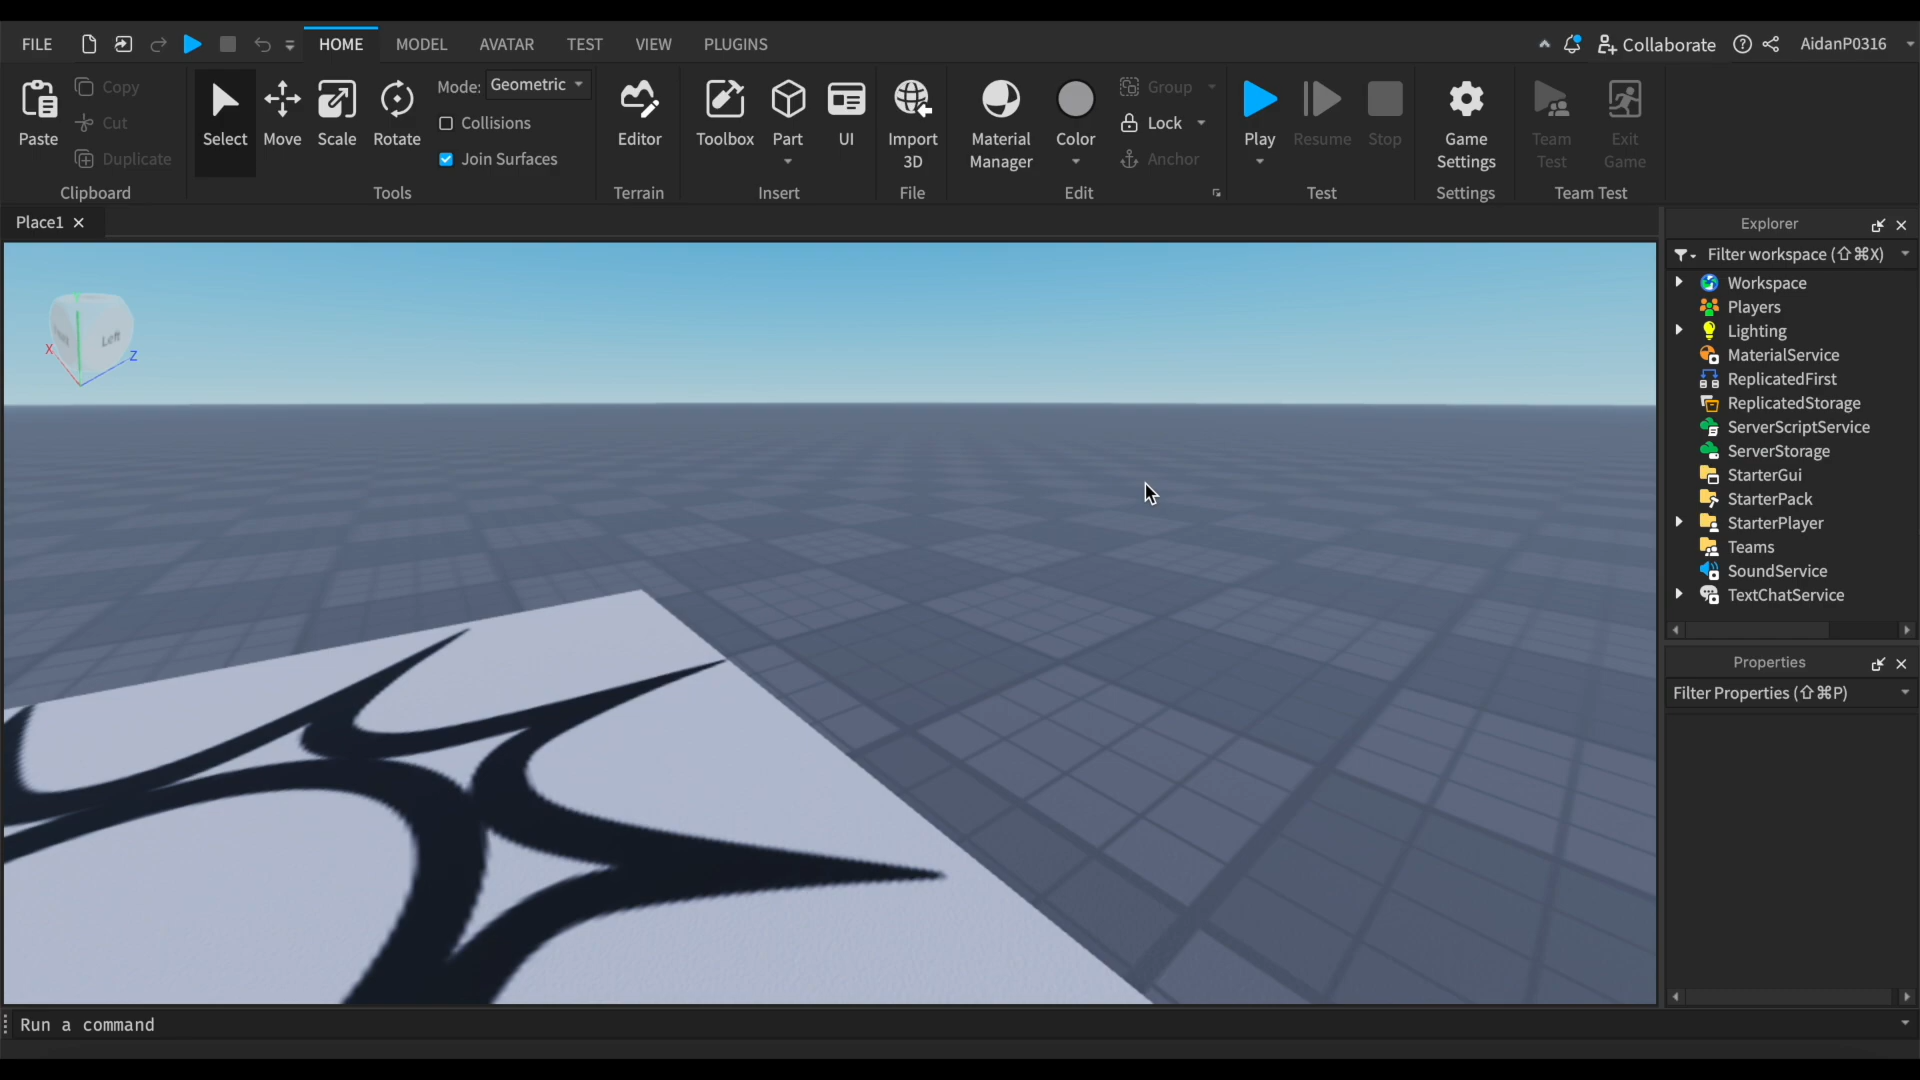 FILE HOME MODEL AVATAR TEST VIEW PLUGINS Collaborate AidanP0316
Paste
Copy
Cut
Duplicate
Clipboard
Select
Move
Scale
Rotate
Mode: Geometric
Collisions
Join Surfaces
Tools
Editor
Terrain
Toolbox
Part
UI
Insert
Import
3D
File
Material
Manager
Color
Group
Lock
Anchor
Edit
Play
Resume
Stop
Test
Game
Settings
Settings
Team
Test
Exit
Game
Team Test
Place1
Left
X
Z
Explorer
Filter workspace (⇧⌘X)
Workspace
Players
Lighting
MaterialService
ReplicatedFirst
ReplicatedStorage
ServerScriptService
ServerStorage
StarterGui
StarterPack
StarterPlayer
Teams
SoundService
TextChatService
Properties
Filter Properties (⇧⌘P)
Run a command